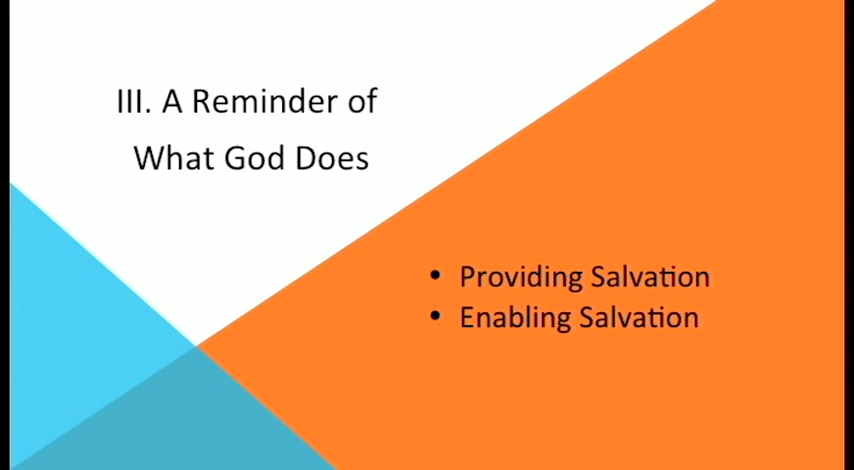 III. A Reminder of
What God Does
• Providing Salvation
• Enabling Salvation